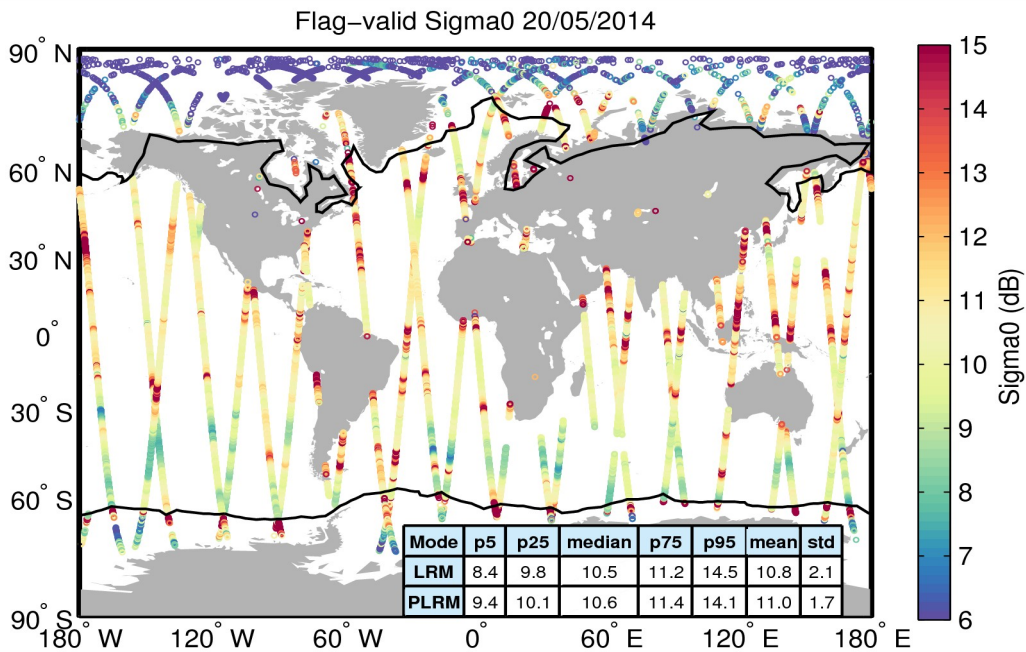 Flag−valid Sigma0 20/05/2014
90° N
60° N
30° N
0°
30° S
60° S
90° S
180° W
120° W
60° W
0°
60° E
120° E
180° E
Mode p5 p25 median p75 p95 mean std
LRM 8.4 9.8 10.5 11.2 14.5 10.8 2.1
PLRM 9.4 10.1 10.6 11.4 14.1 11.0 1.7
15
14
13
12
11
10
9
8
7
6
Sigma0 (dB)